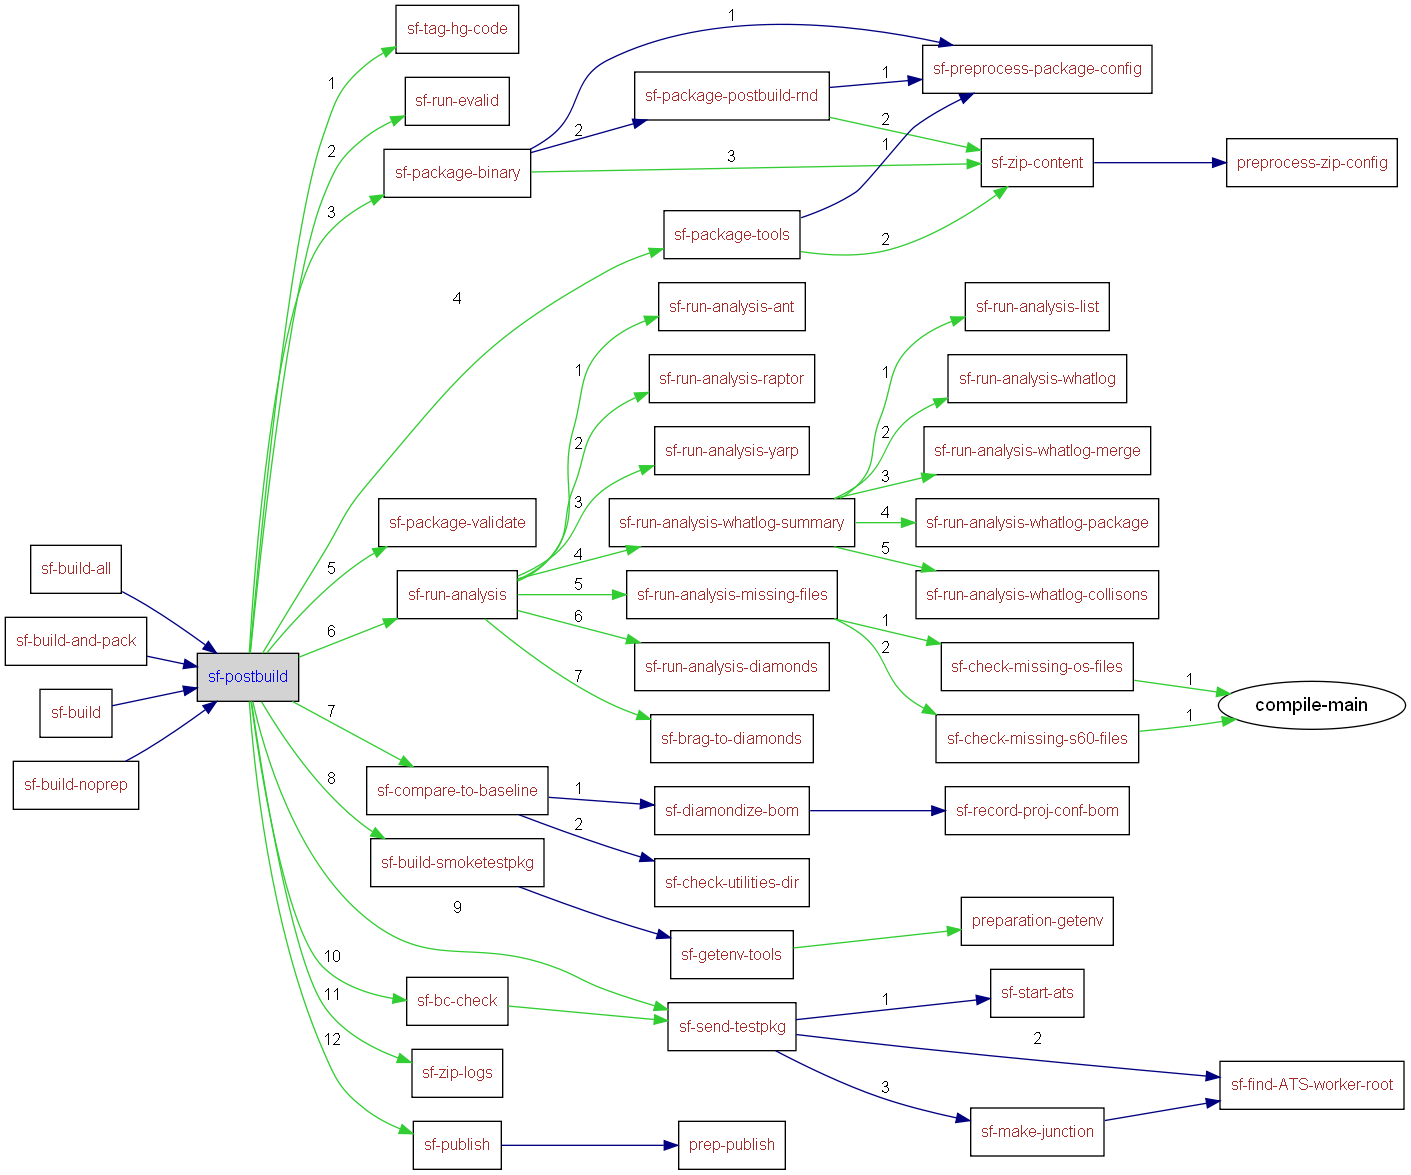 sf-tag-hg-code
1
sf-run-evalid
2
sf-package-binary
3
1
sf-preprocess-package-config
sf-package-postbuild-rnd
1
2
2
3
1
sf-zip-content
preprocess-zip-config
sf-package-tools
2
4
sf-run-analysis-ant
sf-run-analysis-list
1
1
sf-run-analysis-raptor
sf-run-analysis-whatlog
2
2
sf-run-analysis-yarp
sf-run-analysis-whatlog-merge
3
3
sf-package-validate
sf-run-analysis-whatlog-summary
4
sf-run-analysis-whatlog-package
4
5
5
sf-build-all
sf-run-analysis
5
sf-run-analysis-missing-files
sf-run-analysis-whatlog-collisons
6
6
1
2
sf-build-and-pack
sf-postbuild
sf-run-analysis-diamonds
sf-check-missing-os-files
7
1
compile-main
sf-build
7
sf-brag-to-diamonds
sf-check-missing-s60-files
1
sf-build-noprep
8
sf-compare-to-baseline
1
sf-diamondize-bom
sf-record-proj-conf-bom
2
sf-build-smoketestpkg
sf-check-utilities-dir
9
sf-getenv-tools
preparation-getenv
10
sf-bc-check
sf-send-testpkg
1
sf-start-ats
11
2
12
sf-zip-logs
3
sf-find-ATS-worker-root
sf-make-junction
sf-publish
prep-publish